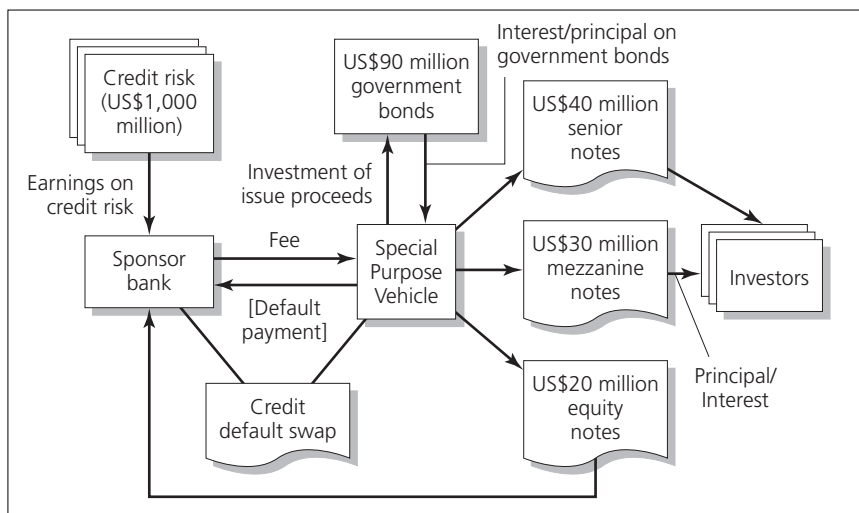 Credit risk
(US$1,000
million)
US$90 million
government
bonds
Interest/principal on
government bonds
US$40 million
senior
notes
Earnings on
credit risk
Investment of
issue proceeds
Sponsor
bank
Fee
[Default
payment]
Special
Purpose
Vehicle
US$30 million
mezzanine
notes
Investors
Credit
default swap
US$20 million
equity
notes
Principal/
Interest